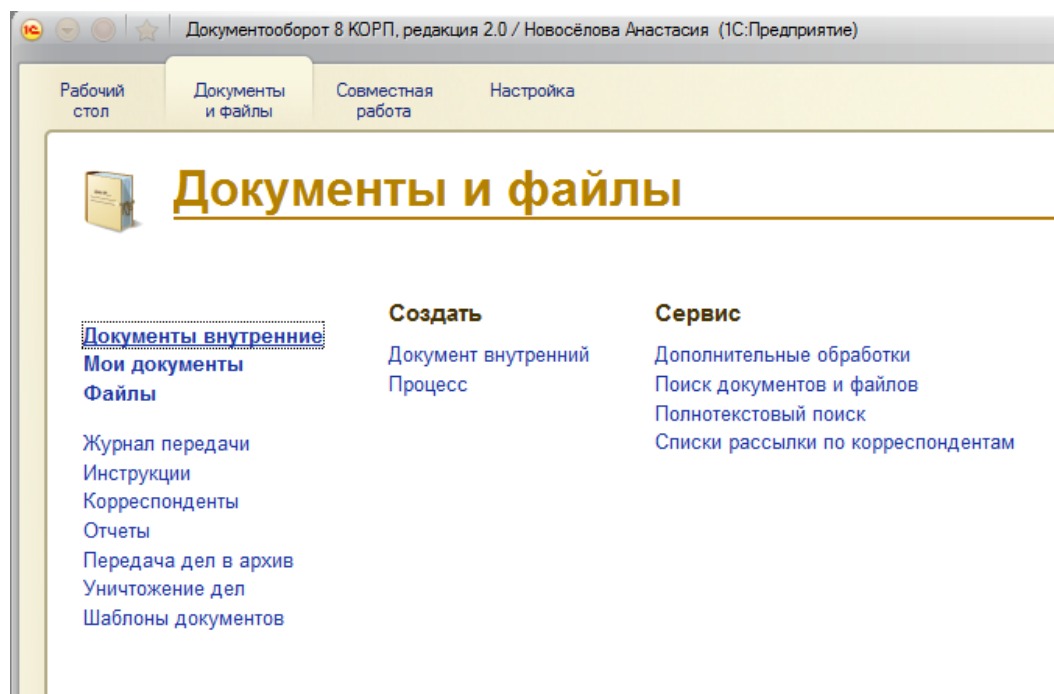 Документооборот 8 КОРП, редакция 2.0 / Новосёлова Анастасия (1С:Предприятие)
Рабочий стол
Документы и файлы
Совместная работа
Настройка
Документы и файлы
Документы внутренние
Мои документы
Файлы
Журнал передачи
Инструкции
Корреспонденты
Отчеты
Передача дел в архив
Уничтожение дел
Шаблоны документов
Создать
Документ внутренний
Процесс
Сервис
Дополнительные обработки
Поиск документов и файлов
Полнотекстовый поиск
Списки рассылки по корреспондентам